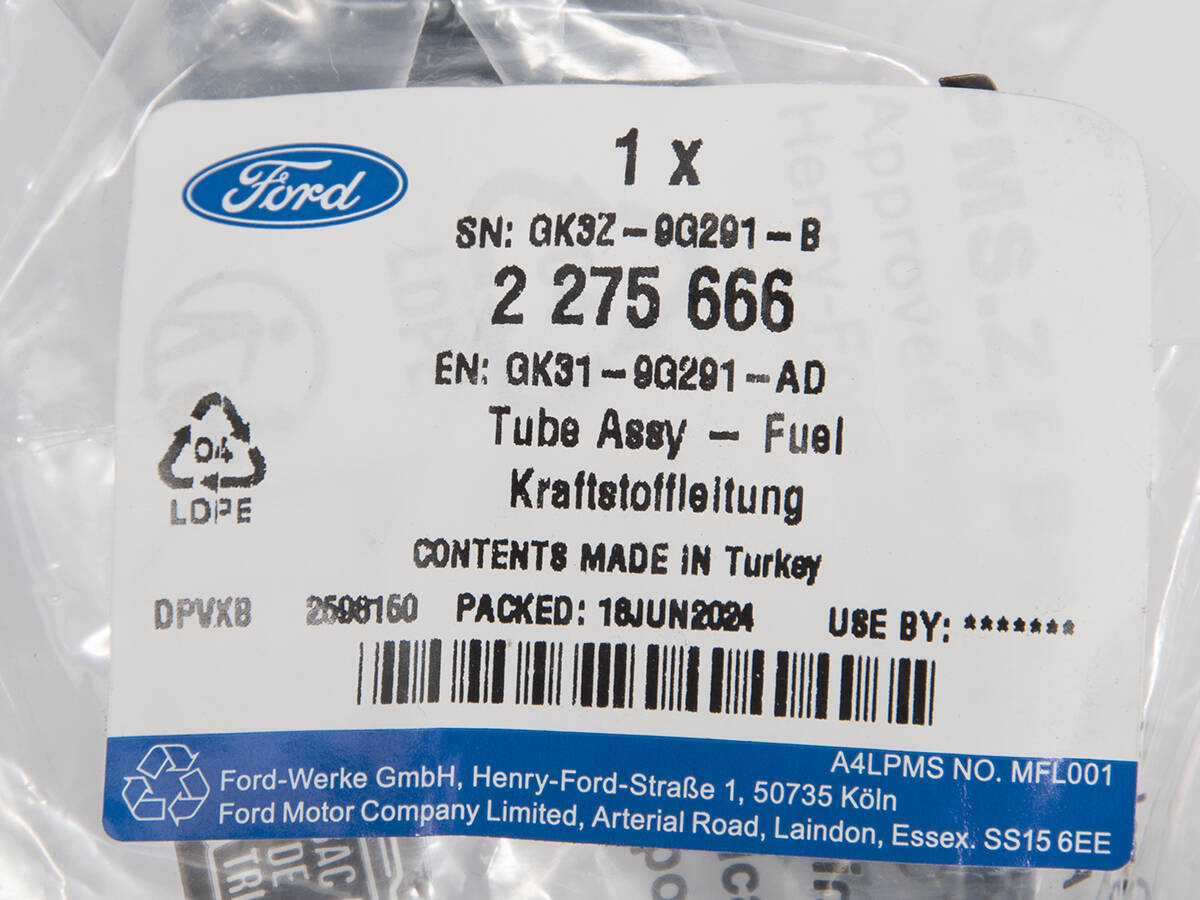 Ford
1 x
SN: GK3Z-9G291-B
2 275 666
EN: GK31-9G291-AD
Tube Assy - Fuel
Kraftstoffleitung
04
LDPE
CONTENTS MADE IN Turkey
DPVXB 2598150 PACKED: 18JUN2024 USE BY: *******
A4LPMS NO. MFL001
Ford-Werke GmbH, Henry-Ford-Straße 1, 50735 Köln
Ford Motor Company Limited, Arterial Road, Laindon, Essex. SS15 6EE